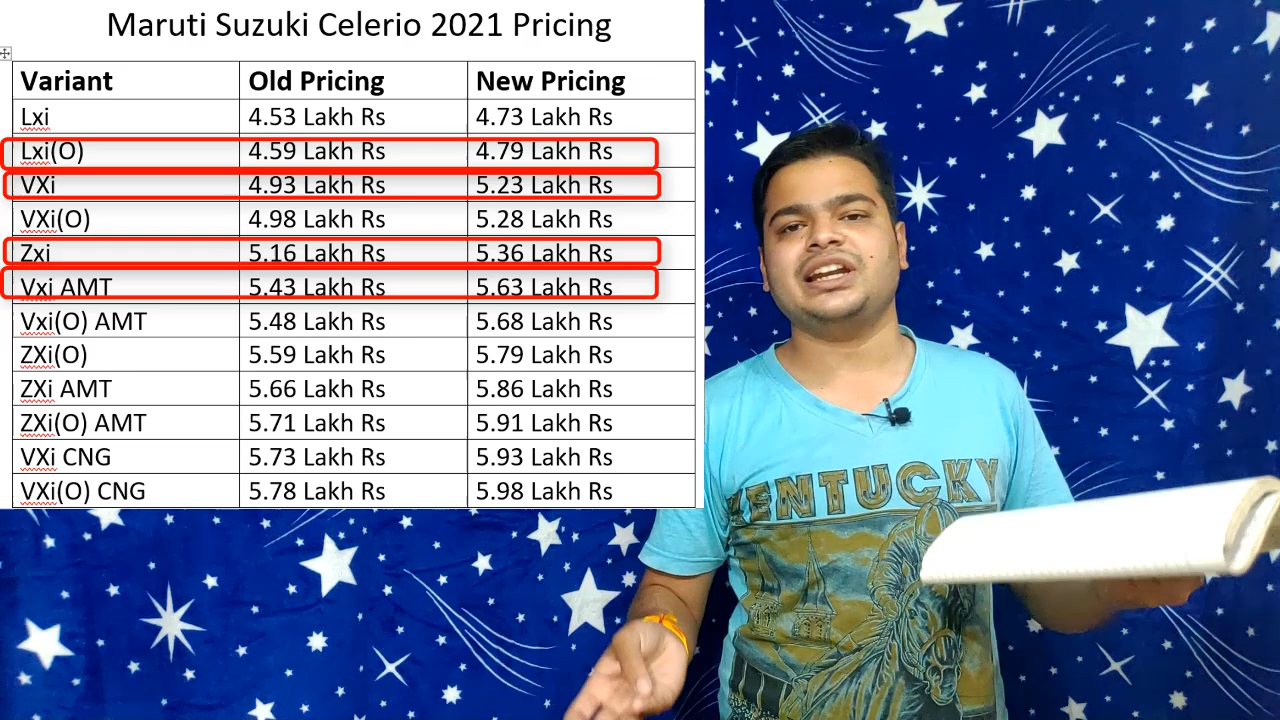 Maruti Suzuki Celerio 2021 Pricing
Variant Old Pricing New Pricing
Lxi 4.53 Lakh Rs 4.73 Lakh Rs
Lxi(O) 4.59 Lakh Rs 4.79 Lakh Rs
VXi 4.93 Lakh Rs 5.23 Lakh Rs
VXi(O) 4.98 Lakh Rs 5.28 Lakh Rs
Zxi 5.16 Lakh Rs 5.36 Lakh Rs
Vxi AMT 5.43 Lakh Rs 5.63 Lakh Rs
Vxi(O) AMT 5.48 Lakh Rs 5.68 Lakh Rs
ZXi(O) 5.59 Lakh Rs 5.79 Lakh Rs
ZXi AMT 5.66 Lakh Rs 5.86 Lakh Rs
ZXi(O) AMT 5.71 Lakh Rs 5.91 Lakh Rs
VXi CNG 5.73 Lakh Rs 5.93 Lakh Rs
VXi(O) CNG 5.78 Lakh Rs 5.98 Lakh Rs
KENTUCKY